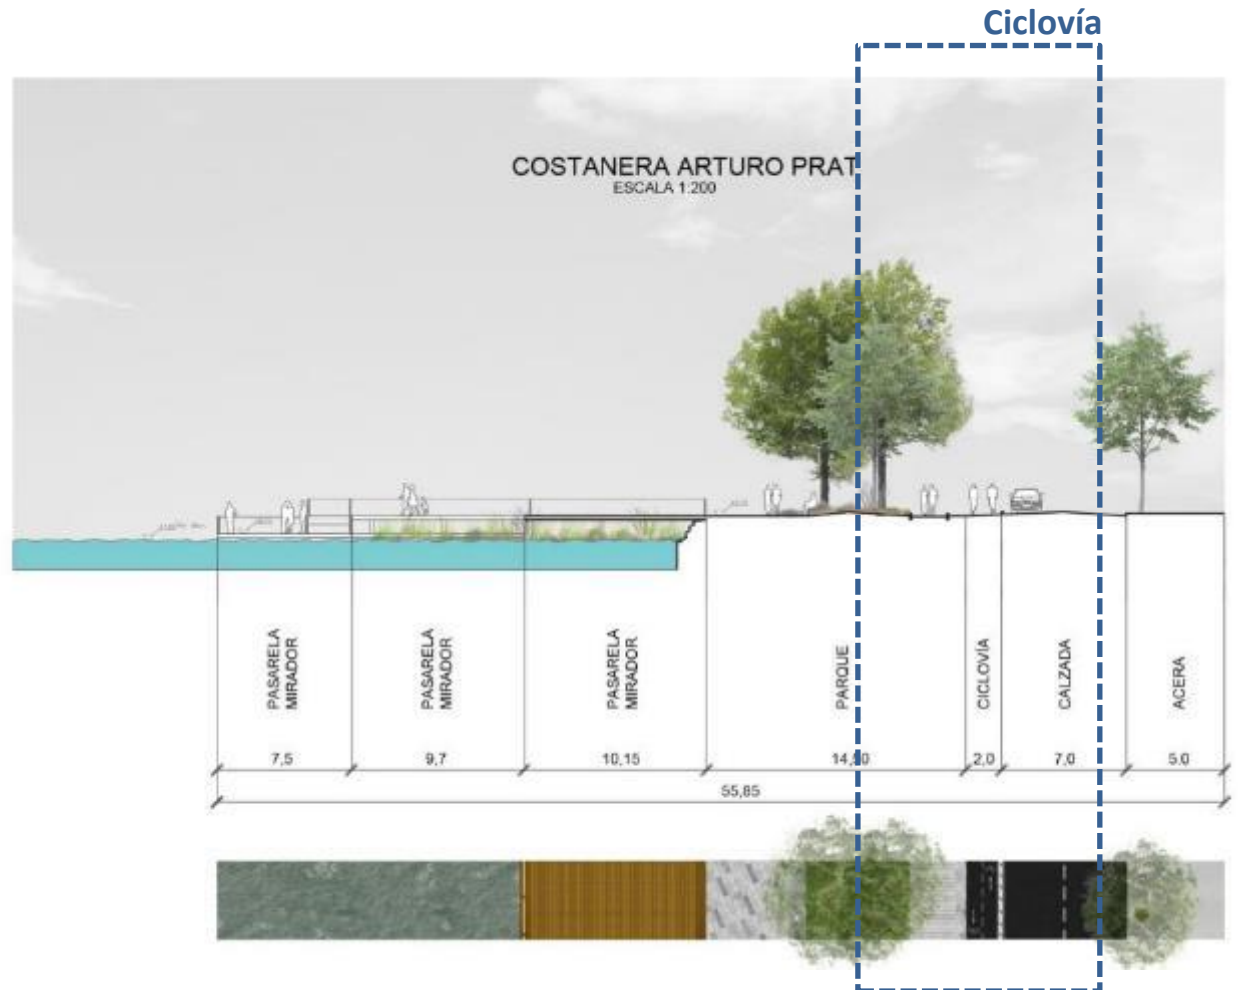 Ciclovía
COSTANERA ARTURO PRAT
ESCALA 1:200
PASARELA
MIRADOR
PASARELA
MIRADOR
PASARELA
MIRADOR
PARQUE
CICLOVÍA
CALZADA
ACERA
7,5
9,7
10,15
2,0
7,0
5,0
55,85